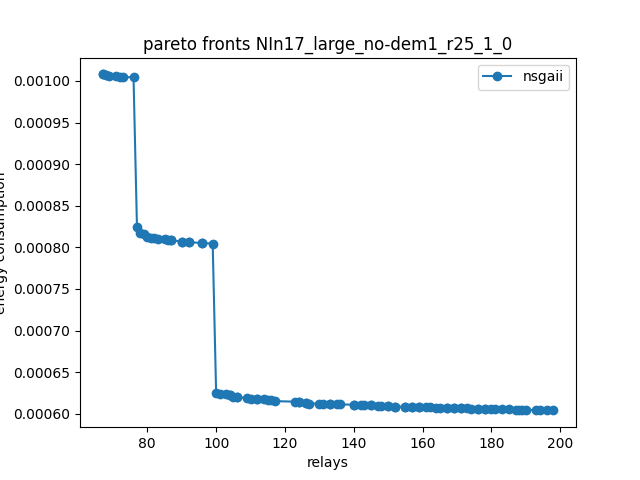 pareto fronts NIn17_large_no-dem1_r25_1_0
nsgaii
0.00100
0.00095
0.00090
0.00085
0.00080
0.00075
0.00070
0.00065
0.00060
energy consumption
80 100 120 140 160 180 200
relays